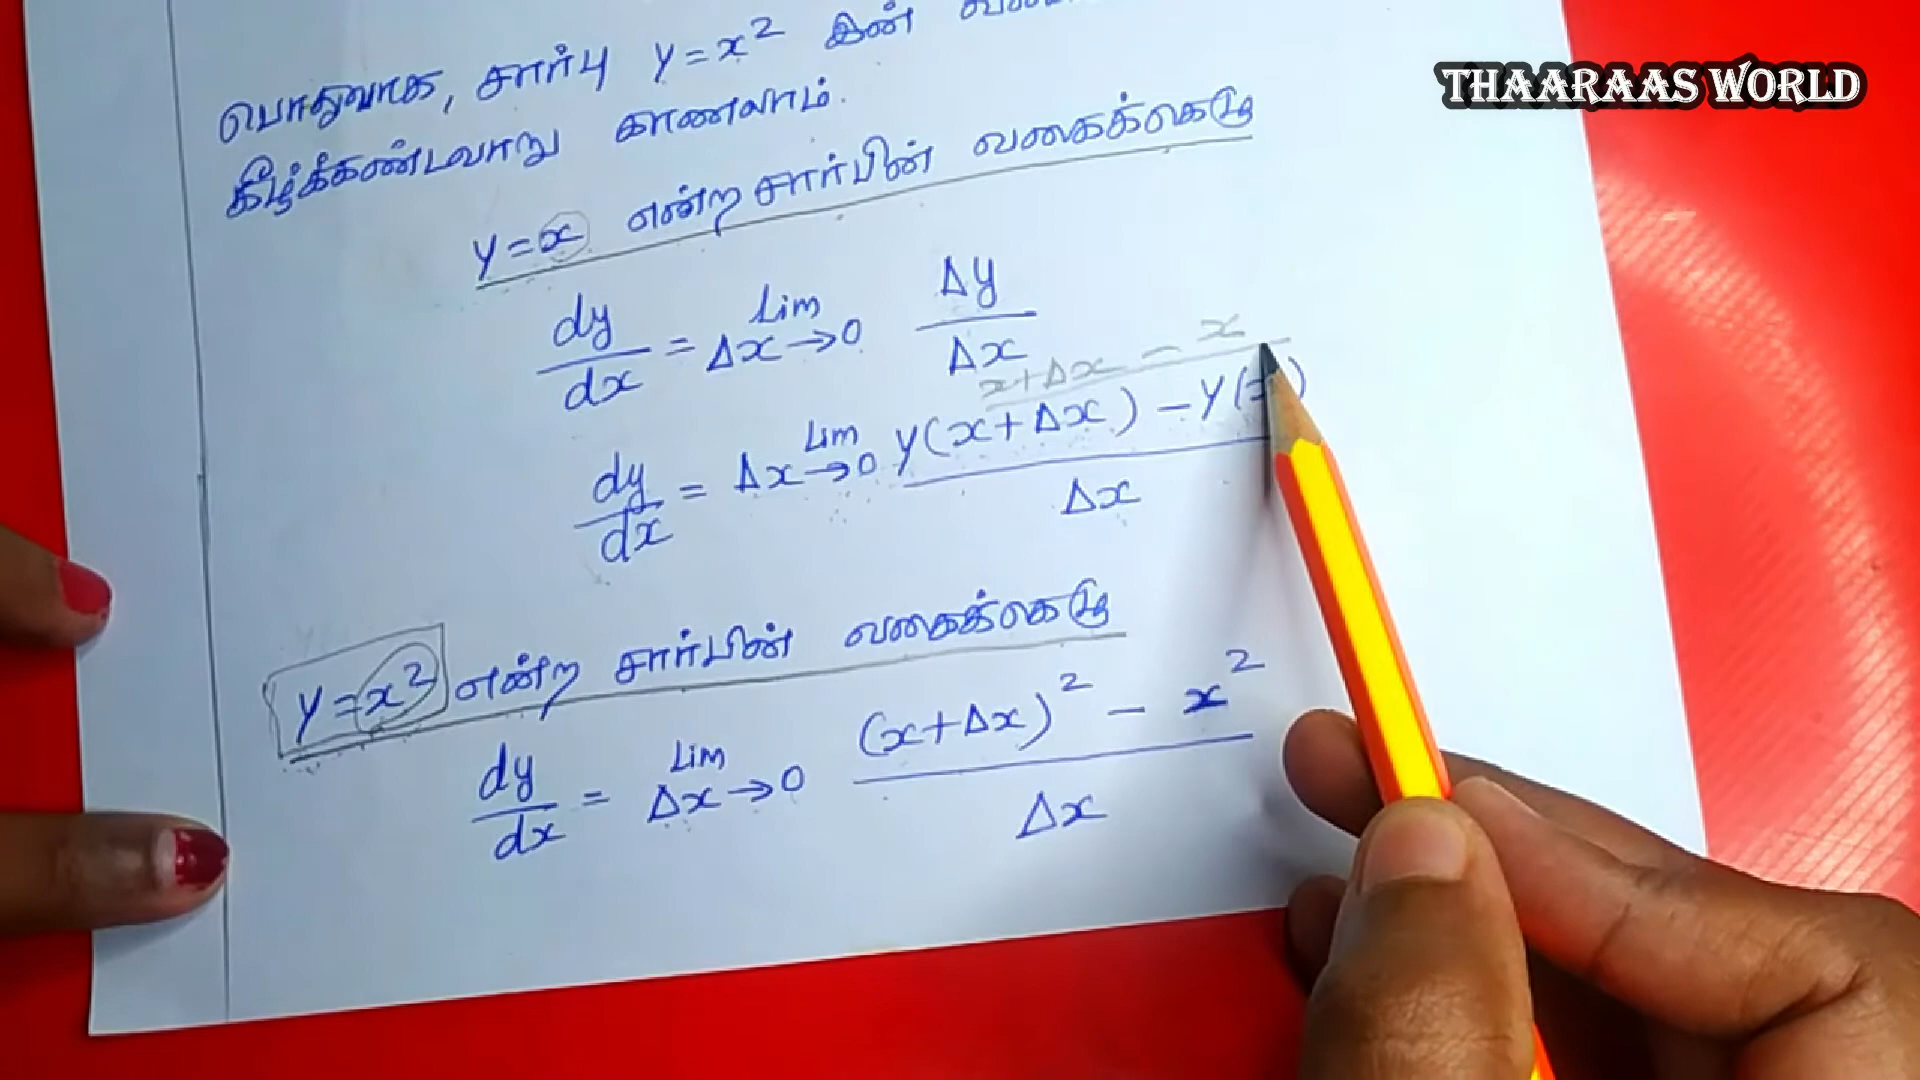 THAARAAS WORLD
பொதுவாக, சார்பு y = x² இன்
கீழ்க்கண்டவாறு காணலாம்.
y = x என்ற சார்பின் வகைக்கெழு
dy/dx = Lim Δx→0 Δy/Δx
x+Δx − x
dy/dx = Lim Δx→0 y(x+Δx) − y(x)/Δx
y = x² என்ற சார்பின் வகைக்கெழு
dy/dx = Lim Δx→0 (x+Δx)² − x²/Δx